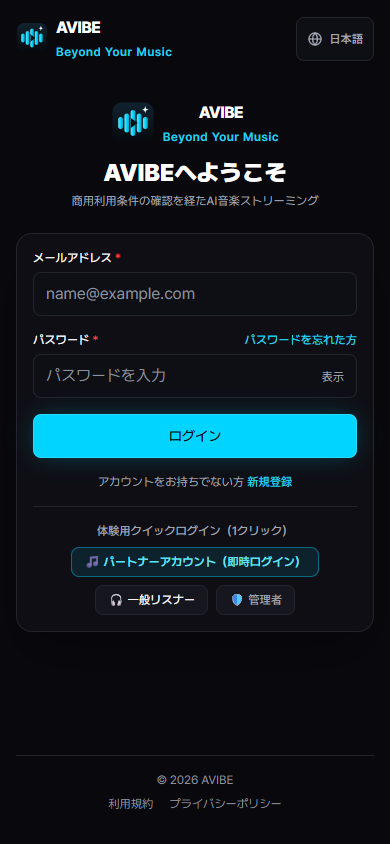 AVIBE
Beyond Your Music
日本語
AVIBE
Beyond Your Music
AVIBEへようこそ
商用利用条件の確認を経たAI音楽ストリーミング
メールアドレス *
name@example.com
パスワード *
パスワードを忘れた方
パスワードを入力
表示
ログイン
アカウントをお持ちでない方 新規登録
体験用クイックログイン（1クリック）
パートナーアカウント（即時ログイン）
一般リスナー
管理者
© 2026 AVIBE
利用規約
プライバシーポリシー